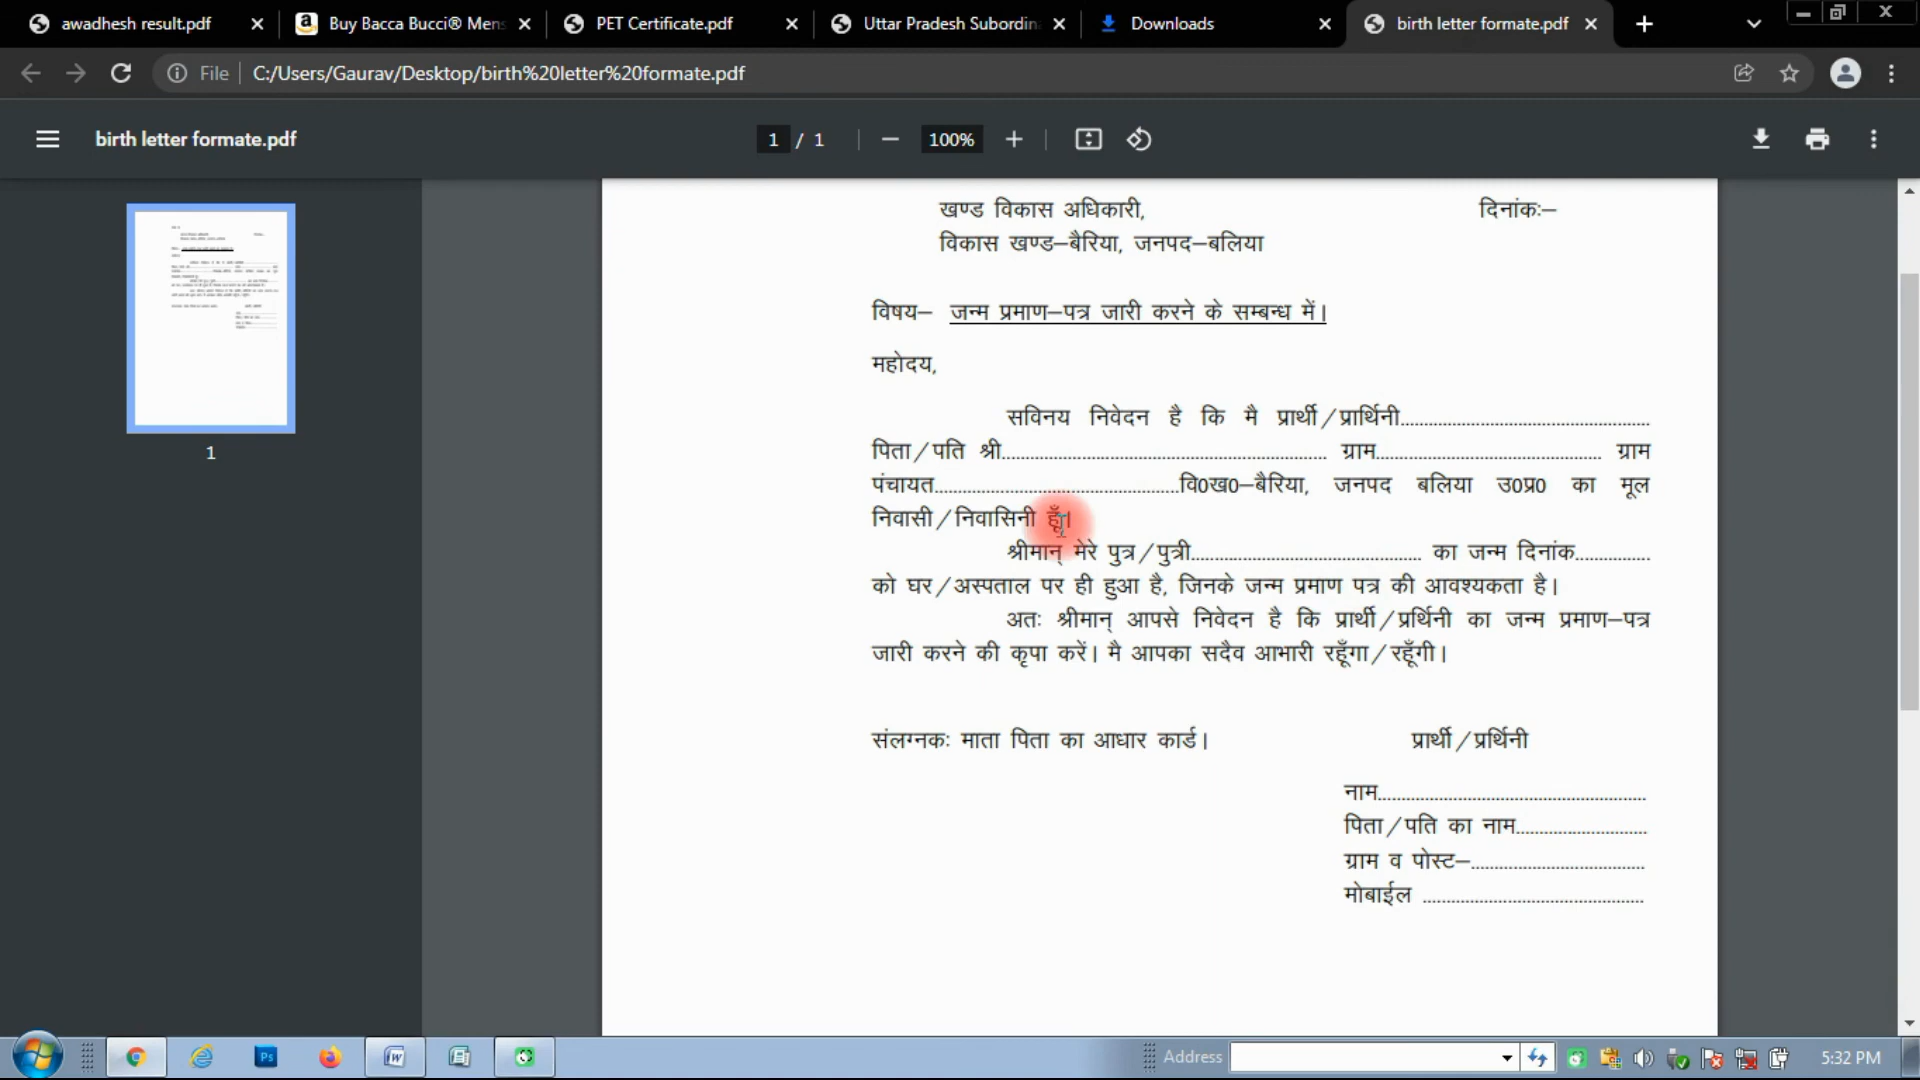 awadhesh result.pdf
Buy Bacca Bucci® Mens
PET Certificate.pdf
Uttar Pradesh Subordin
Downloads
birth letter formate.pdf
File
C:/Users/Gaurav/Desktop/birth%20letter%20formate.pdf
birth letter formate.pdf
1 / 1
100%
खण्ड विकास अधिकारी, दिनांकः–
विकास खण्ड–बैरिया, जनपद–बलिया
विषय– जन्म प्रमाण–पत्र जारी करने के सम्बन्ध में।
महोदय,
सविनय निवेदन है कि मै प्रार्थी/प्रार्थिनी..............................
पिता/पति श्री.............................. ग्राम.............................. ग्राम
पंचायत..............................वि0ख0–बैरिया, जनपद बलिया उ0प्र0 का मूल
निवासी/निवासिनी हूँ।
श्रीमान् मेरे पुत्र/पुत्री.............................. का जन्म दिनांक...............
को घर/अस्पताल पर ही हुआ है, जिनके जन्म प्रमाण पत्र की आवश्यकता है।
अतः श्रीमान् आपसे निवेदन है कि प्रार्थी/प्रर्थिनी का जन्म प्रमाण–पत्र
जारी करने की कृपा करें। मै आपका सदैव आभारी रहूँगा/रहूँगी।
संलग्नकः माता पिता का आधार कार्ड। प्रार्थी/प्रर्थिनी
नाम..............................
पिता/पति का नाम..............................
ग्राम व पोस्ट–..............................
मोबाईल ..............................
1
Ps
Address
5:32 PM